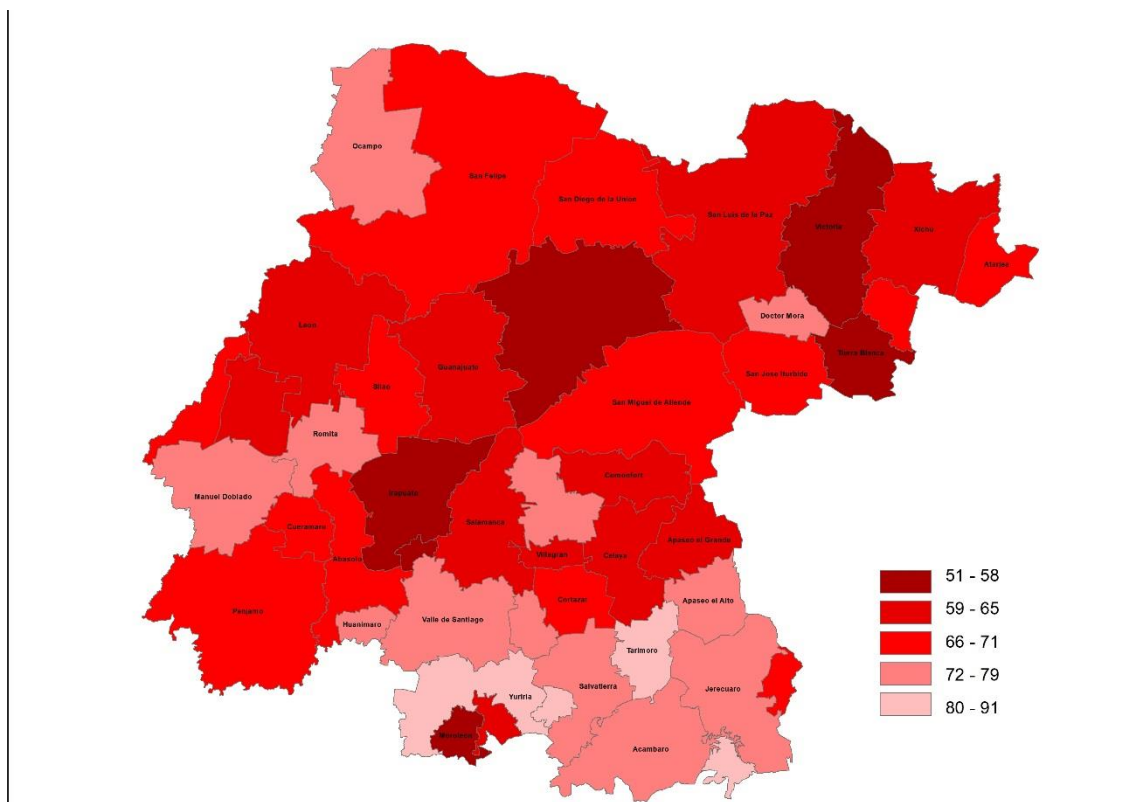 Ocampo
San Felipe
San Diego de la Union
San Luis de la Paz
Victoria
Xichu
Atarjea
Leon
Doctor Mora
Tierra Blanca
Guanajuato
Silao
San Jose Iturbide
San Miguel de Allende
Romita
Manuel Doblado
Irapuato
Comonfort
Cueramaro
Salamanca
Abasolo
Villagran
Celaya
Apaseo el Grande
Penjamo
Cortazar
Apaseo el Alto
Huanimaro
Valle de Santiago
Tarimoro
Salvatierra
Jerecuaro
Yuriria
Moroleon
Acambaro
51 - 58
59 - 65
66 - 71
72 - 79
80 - 91